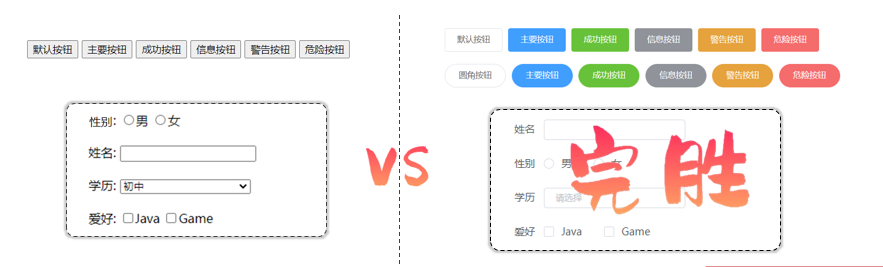 默认按钮 主要按钮 成功按钮 信息按钮 警告按钮 危险按钮
性别: 男 女
姓名:
学历: 初中
爱好: Java Game
VS
默认按钮 主要按钮 成功按钮 信息按钮 警告按钮 危险按钮
圆角按钮 主要按钮 成功按钮 信息按钮 警告按钮 危险按钮
姓名
性别 男 女
学历 请选择
爱好 Java Game
完胜